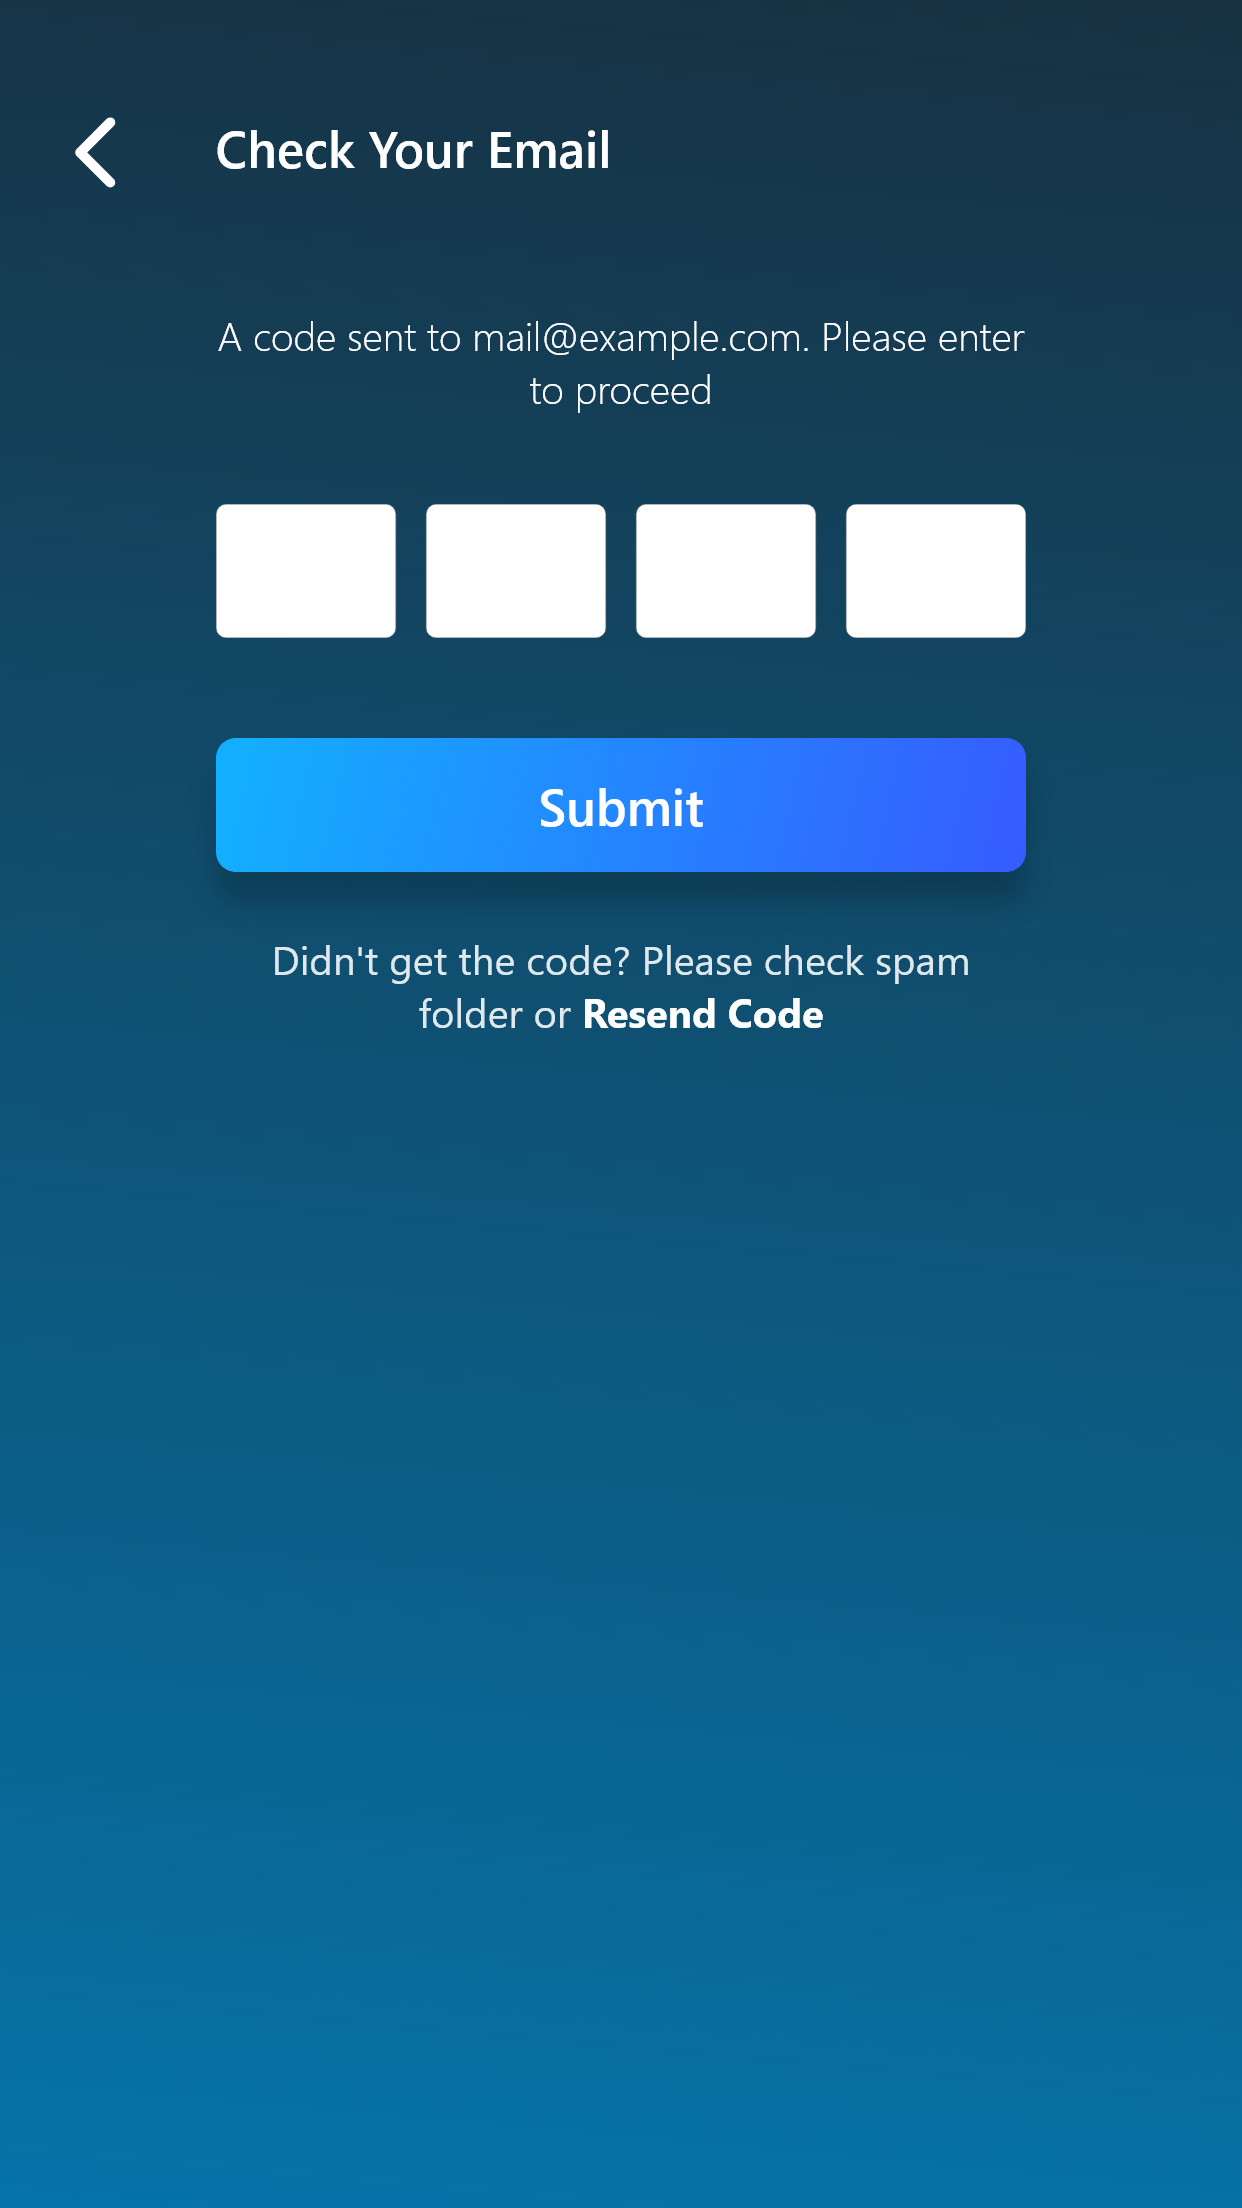 Check Your Email
A code sent to mail@example.com. Please enter
to proceed
Submit
Didn't get the code? Please check spam
folder or Resend Code